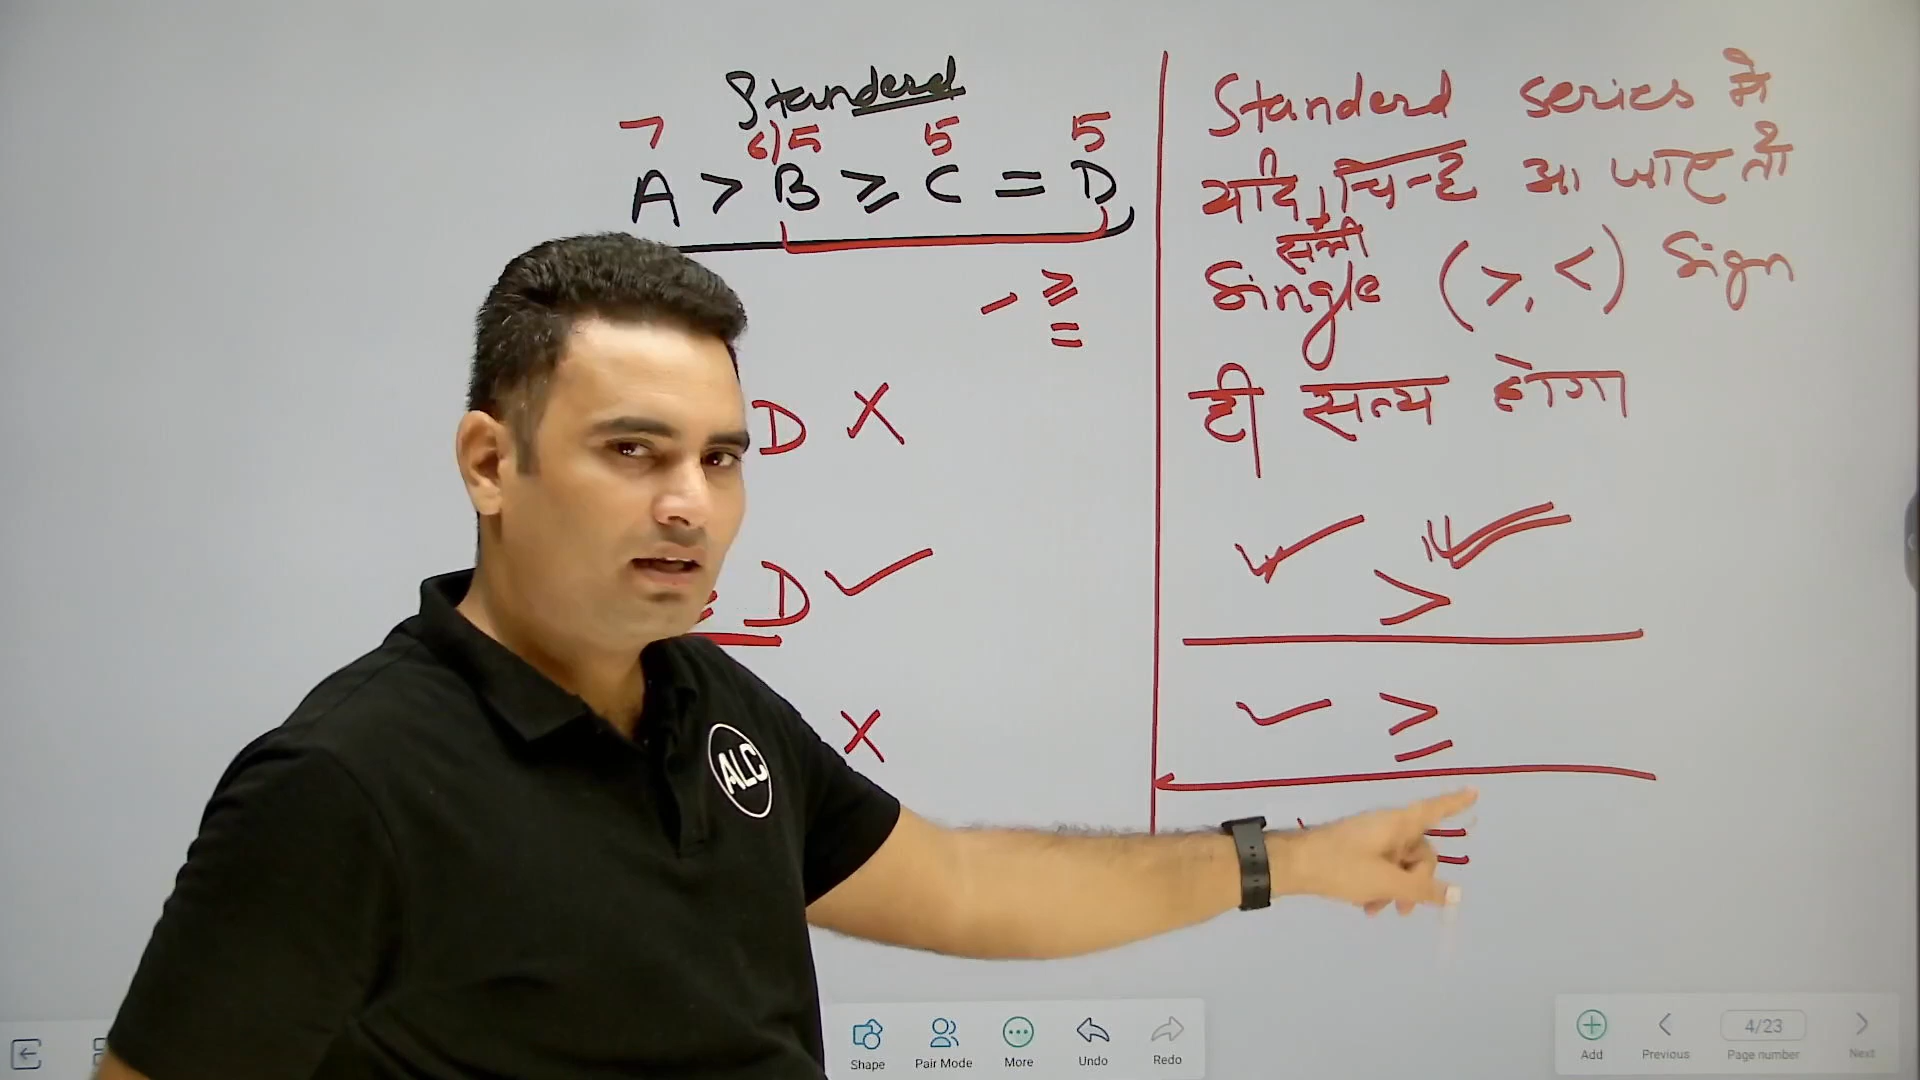 Standerd
7 6/5 5 5
A > B ≥ C = D
- ≥
=
D X
D ✓
X
Standerd series में
यदि सभी चिन्ह आ जाए तो
Single (>, <) Sign
ही सत्य होगा
✓ ✓
>
✓ ≥
=
ALC
Shape
Pair Mode
More
Undo
Redo
Add
Previous
4/23
Page number
Next